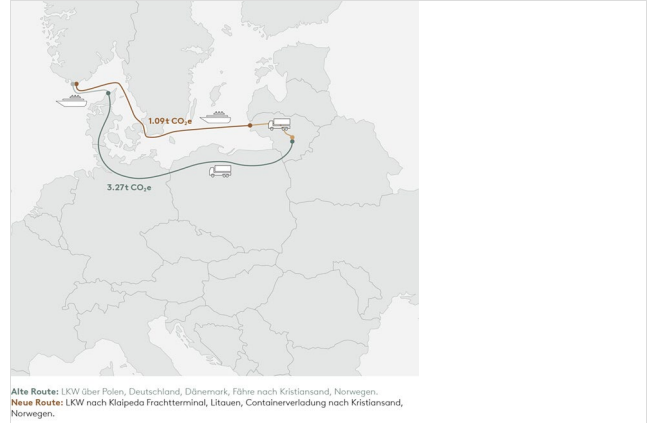 1.09t CO₂e
3.27t CO₂e
Alte Route: LKW über Polen, Deutschland, Dänemark, Fähre nach Kristiansand, Norwegen.
Neue Route: LKW nach Klaipeda Frachtterminal, Litauen, Containerverladung nach Kristiansand,
Norwegen.